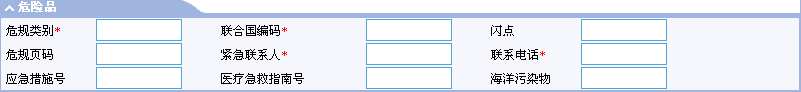 危险品
危规类别* 联合国编码* 闪点
危规页码 紧急联系人* 联系电话*
应急措施号 医疗急救指南号 海洋污染物